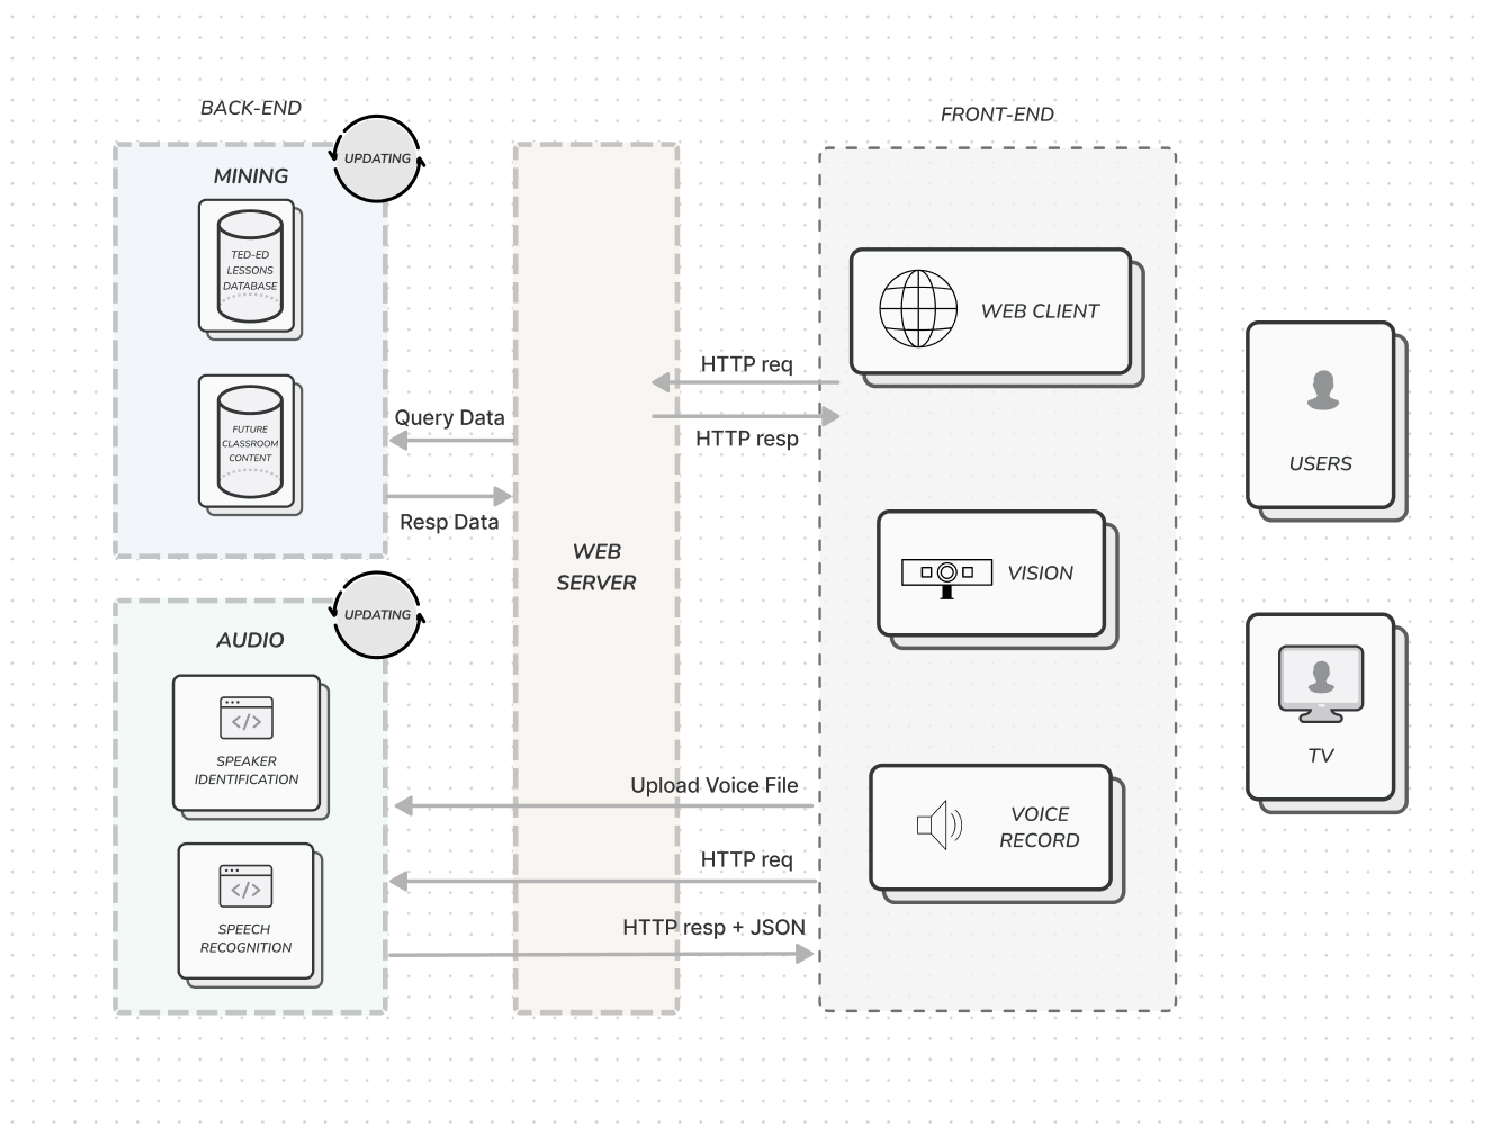 BACK-END
UPDATING
MINING
TED-ED
LESSONS
DATABASE
FUTURE
CLASSROOM
CONTENT
Query Data
Resp Data
UPDATING
AUDIO
SPEAKER
IDENTIFICATION
SPEECH
RECOGNITION
WEB
SERVER
HTTP req
HTTP resp
Upload Voice File
HTTP req
HTTP resp + JSON
FRONT-END
WEB CLIENT
VISION
VOICE
RECORD
USERS
TV